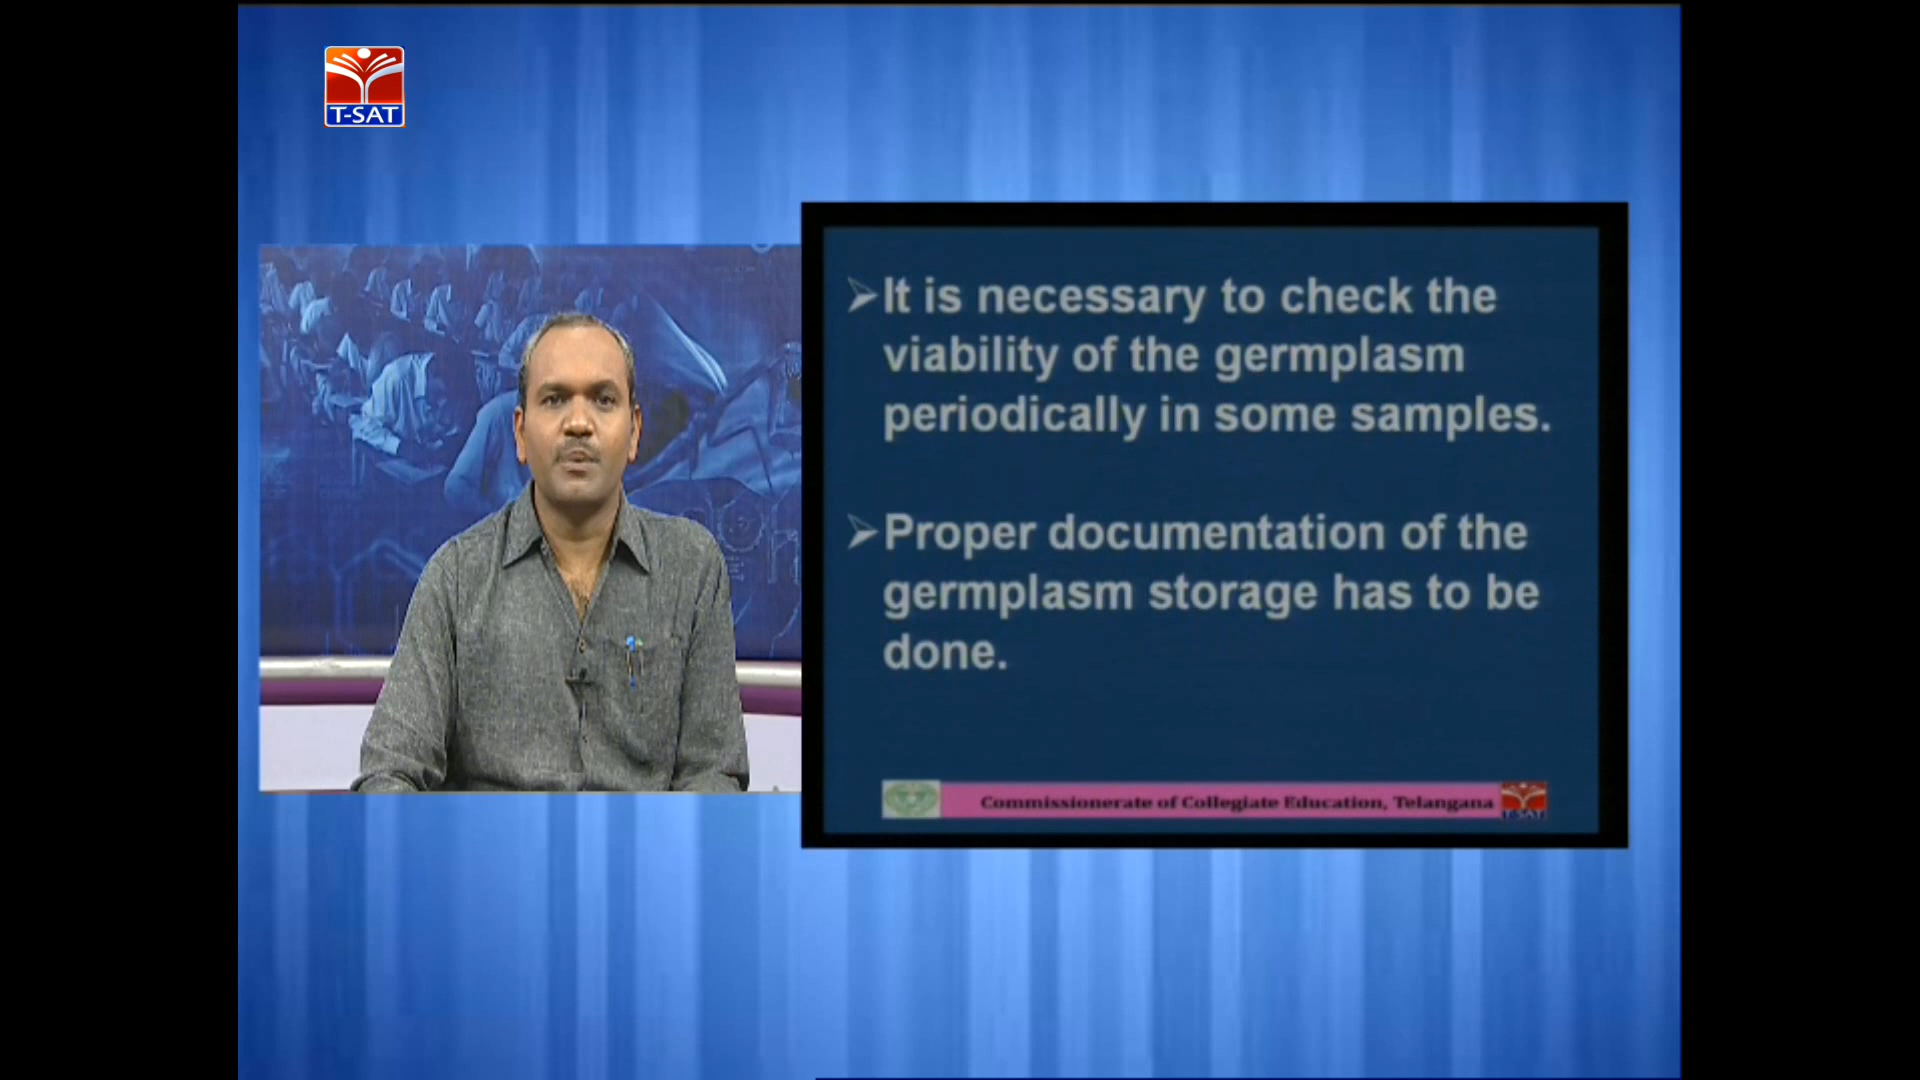 T-SAT
➢It is necessary to check the
viability of the germplasm
periodically in some samples.
➢Proper documentation of the
germplasm storage has to be
done.
Commissionerate of Collegiate Education, Telangana
T-SAT